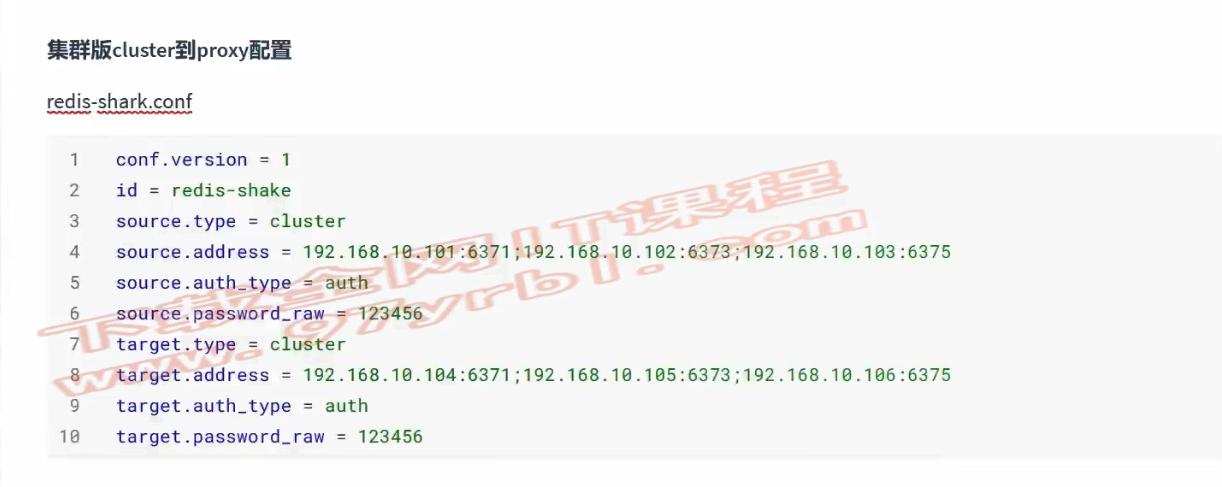 集群版cluster到proxy配置
redis-shark.conf
1 conf.version = 1
2 id = redis-shake
3 source.type = cluster
4 source.address = 192.168.10.101:6371;192.168.10.102:6373;192.168.10.103:6375
5 source.auth_type = auth
6 source.password_raw = 123456
7 target.type = cluster
8 target.address = 192.168.10.104:6371;192.168.10.105:6373;192.168.10.106:6375
9 target.auth_type = auth
10 target.password_raw = 123456
下载全网IT课程
www.97yrbl.com